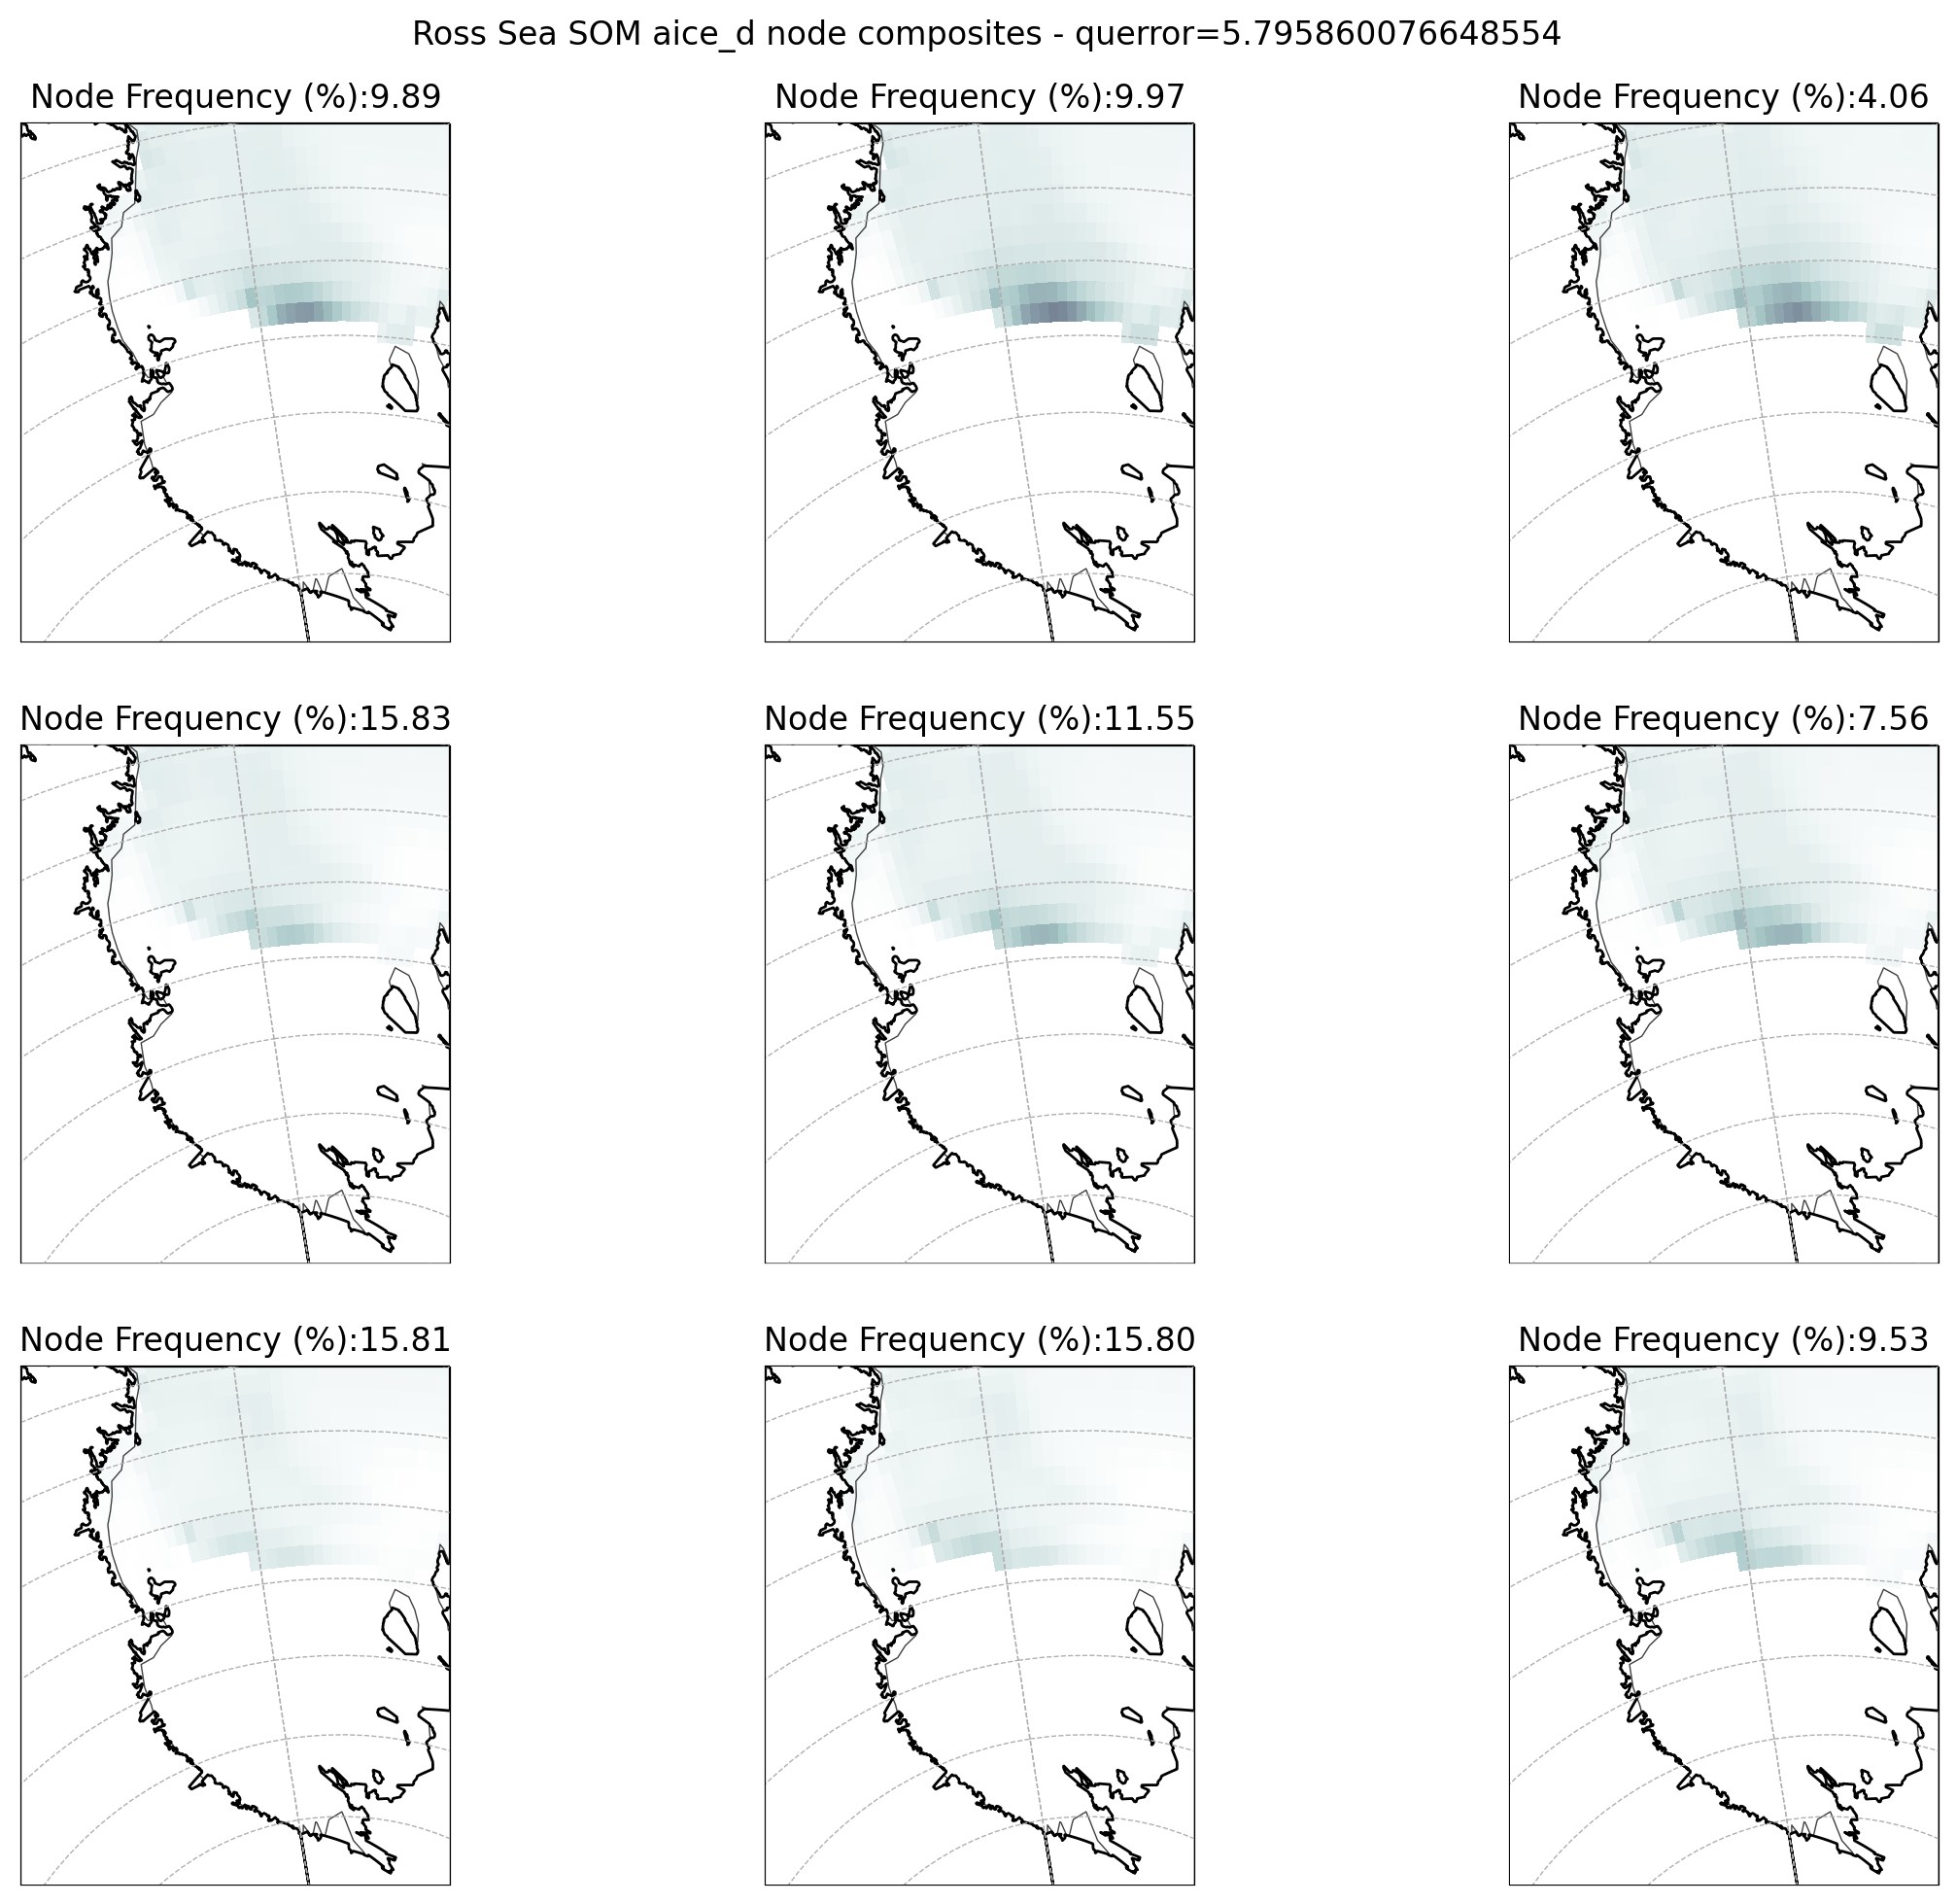 Ross Sea SOM aice_d node composites - querror=5.795860076648554
Node Frequency (%):9.89
Node Frequency (%):9.97
Node Frequency (%):4.06
Node Frequency (%):15.83
Node Frequency (%):11.55
Node Frequency (%):7.56
Node Frequency (%):15.81
Node Frequency (%):15.80
Node Frequency (%):9.53